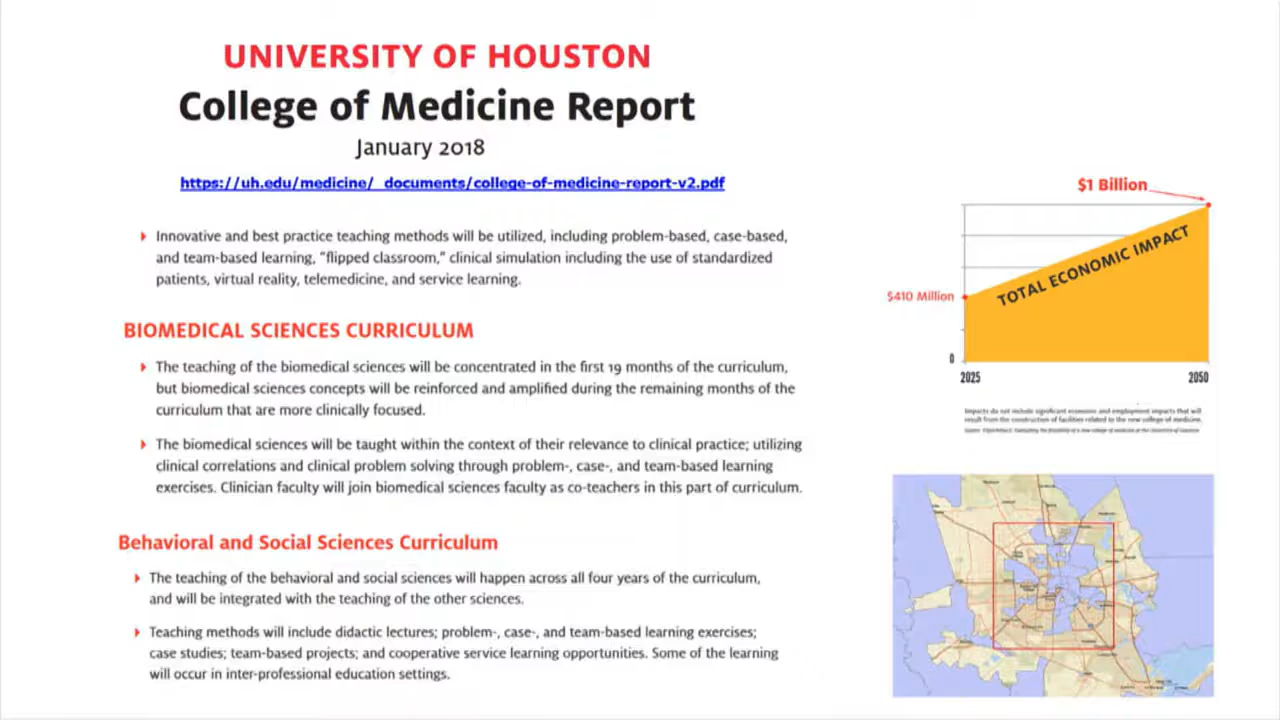 UNIVERSITY OF HOUSTON
College of Medicine Report
January 2018
https://uh.edu/medicine/_documents/college-of-medicine-report-v2.pdf
Innovative and best practice teaching methods will be utilized, including problem-based, case-based,
and team-based learning, “flipped classroom,” clinical simulation including the use of standardized
patients, virtual reality, telemedicine, and service learning.
BIOMEDICAL SCIENCES CURRICULUM
The teaching of the biomedical sciences will be concentrated in the first 19 months of the curriculum,
but biomedical sciences concepts will be reinforced and amplified during the remaining months of the
curriculum that are more clinically focused.
The biomedical sciences will be taught within the context of their relevance to clinical practice; utilizing
clinical correlations and clinical problem solving through problem-, case-, and team-based learning
exercises. Clinician faculty will join biomedical sciences faculty as co-teachers in this part of curriculum.
Behavioral and Social Sciences Curriculum
The teaching of the behavioral and social sciences will happen across all four years of the curriculum,
and will be integrated with the teaching of the other sciences.
Teaching methods will include didactic lectures; problem-, case-, and team-based learning exercises;
case studies; team-based projects; and cooperative service learning opportunities. Some of the learning
will occur in inter-professional education settings.
$1 Billion
TOTAL ECONOMIC IMPACT
$410 Million
0
2025 2050
Impacts do not include significant economic and employment impacts that will
result from the construction of facilities related to the new college of medicine.